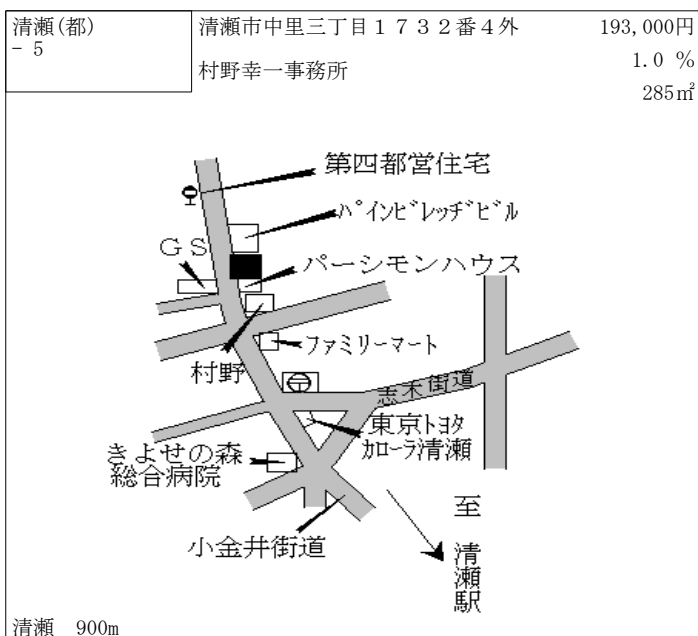 清瀬(都)
- 5
清瀬市中里三丁目１７３２番４外
193,000円
村野幸一事務所
1.0 %
285㎡
第四都営住宅
ﾊﾟｲﾝﾋﾞﾚｯﾁﾞﾋﾞﾙ
ＧＳ
パーシモンハウス
ﾌｧﾐﾘｰﾏｰﾄ
村野
志木街道
東京ﾄﾖﾀ
ｶﾛｰﾗ清瀬
きよせの森
総合病院
小金井街道
至 清瀬駅
清瀬 900m